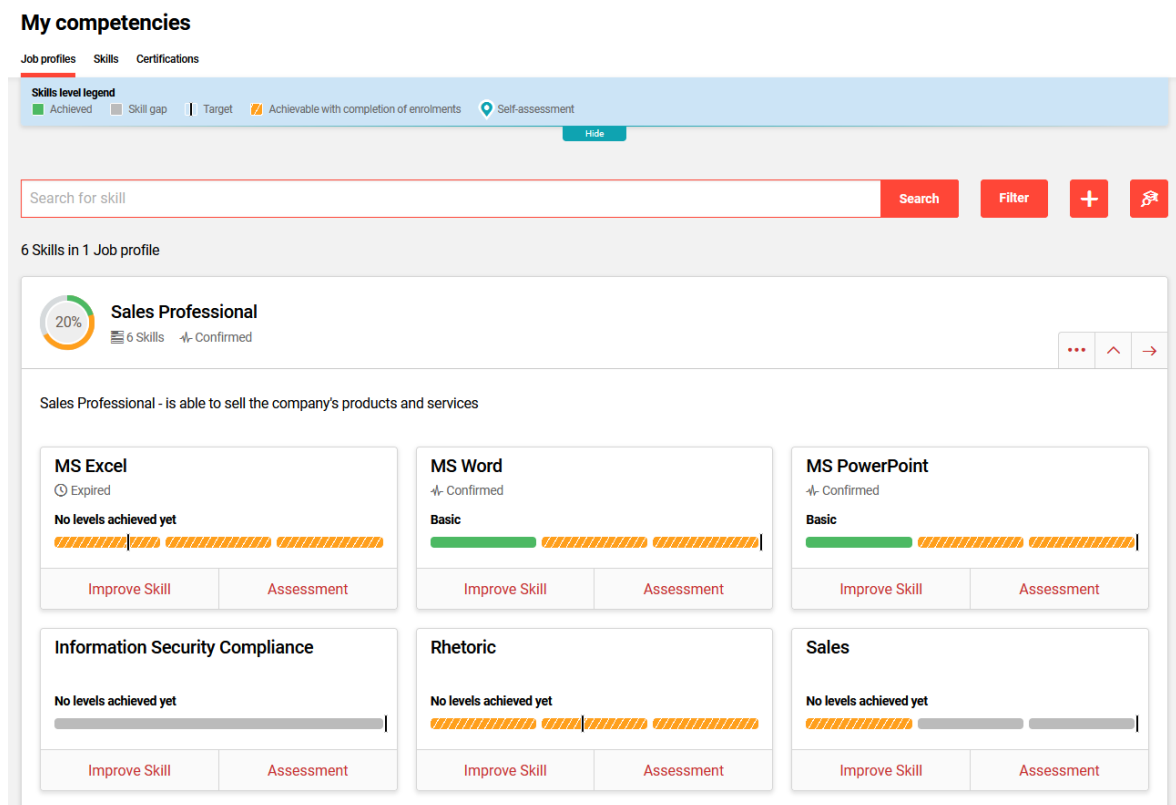 My competencies
Job profiles Skills Certifications
Skills level legend
Achieved Skill gap Target Achievable with completion of enrolments Self-assessment
Hide
Search for skill Search Filter
6 Skills in 1 Job profile
20%
Sales Professional
6 Skills Confirmed
Sales Professional - is able to sell the company's products and services
MS Excel
Expired
No levels achieved yet
Improve Skill Assessment
MS Word
Confirmed
Basic
Improve Skill Assessment
MS PowerPoint
Confirmed
Basic
Improve Skill Assessment
Information Security Compliance
No levels achieved yet
Improve Skill Assessment
Rhetoric
No levels achieved yet
Improve Skill Assessment
Sales
No levels achieved yet
Improve Skill Assessment